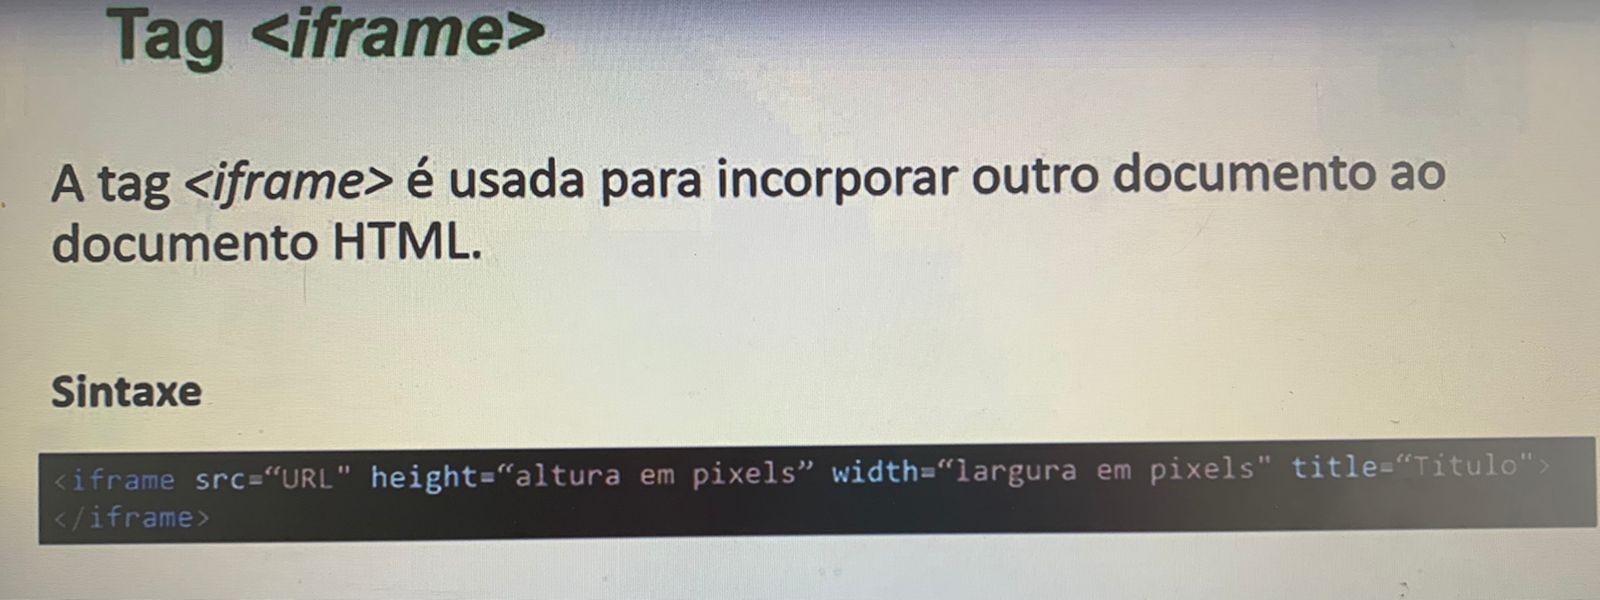 Tag <iframe>
A tag <iframe> é usada para incorporar outro documento ao
documento HTML.
Sintaxe
<iframe src=“URL" height=“altura em pixels” width=“largura em pixels" title=“Titulo">
</iframe>